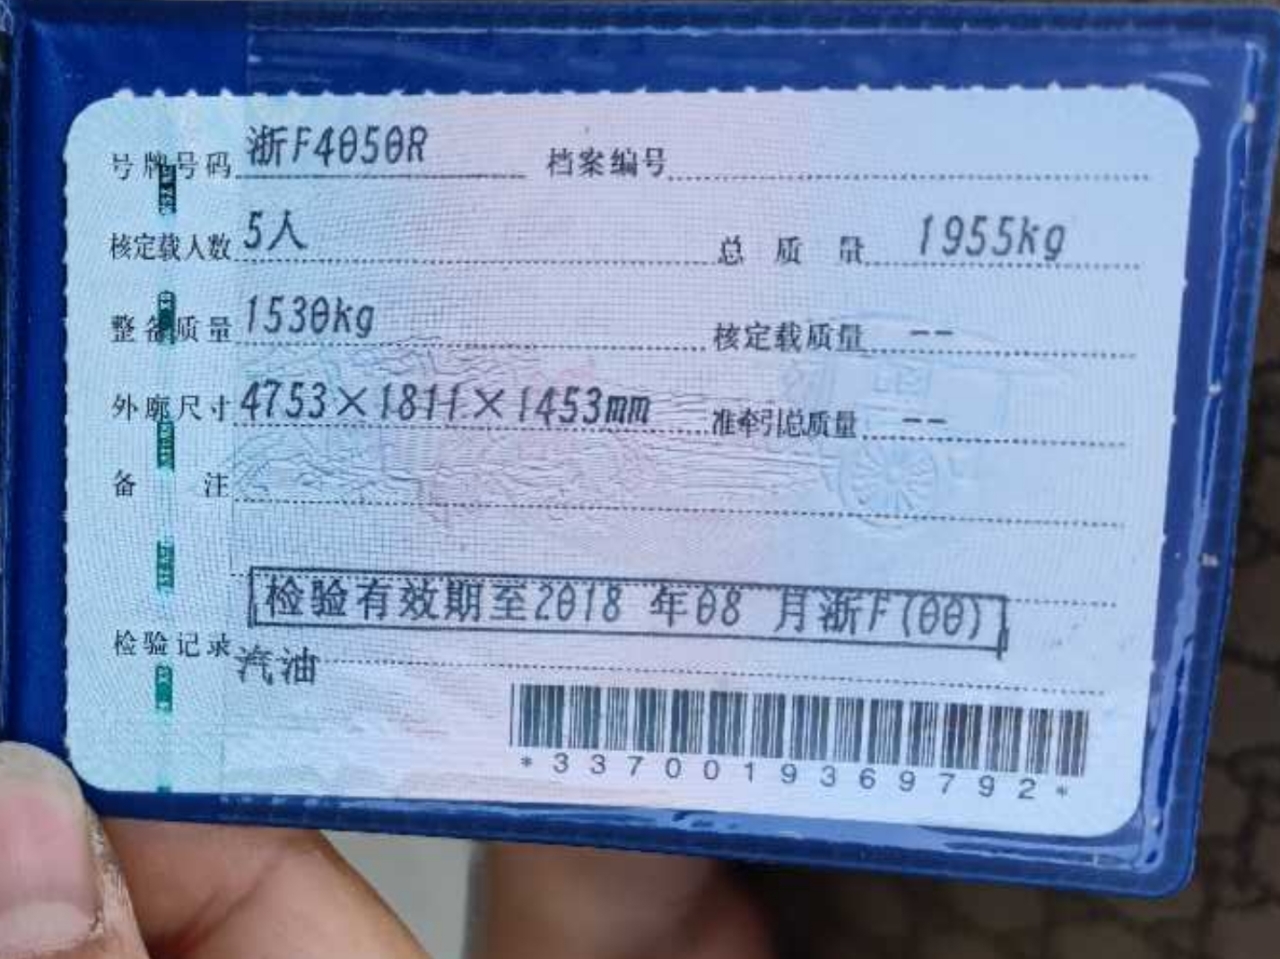 号牌号码 浙F4050R 档案编号
核定载人数 5人 总质量 1955kg
整备质量 1530kg 核定载质量 --
外廓尺寸 4753×1811×1453mm 准牵引总质量 --
备注
检验有效期至2018年08月浙F(00)
检验记录 汽油
*3370019369792*